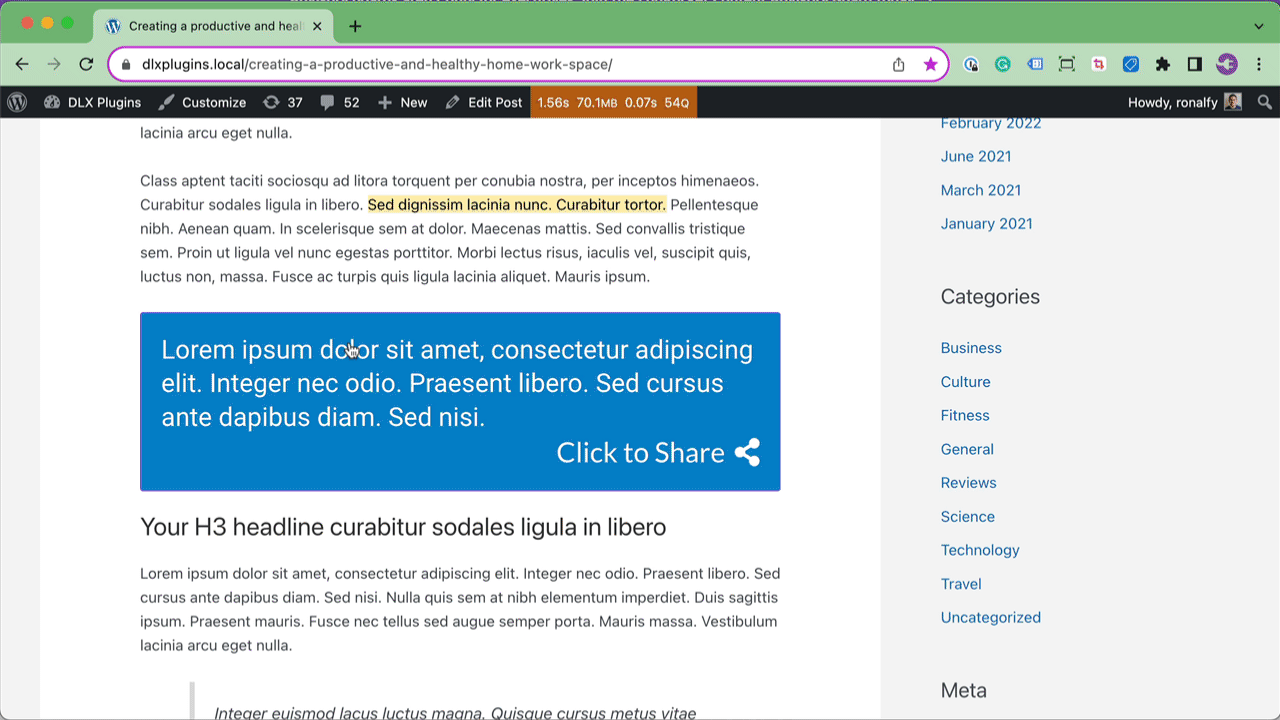 Creating a productive and heal
dlxplugins.local/creating-a-productive-and-healthy-home-work-space/
DLX Plugins Customize 37 52 New Edit Post 1.56s 70.1MB 0.07s 54Q Howdy, ronalfy
lacinia arcu eget nulla.
Class aptent taciti sociosqu ad litora torquent per conubia nostra, per inceptos himenaeos.
Curabitur sodales ligula in libero. Sed dignissim lacinia nunc. Curabitur tortor. Pellentesque
nibh. Aenean quam. In scelerisque sem at dolor. Maecenas mattis. Sed convallis tristique
sem. Proin ut ligula vel nunc egestas porttitor. Morbi lectus risus, iaculis vel, suscipit quis,
luctus non, massa. Fusce ac turpis quis ligula lacinia aliquet. Mauris ipsum.
Lorem ipsum dolor sit amet, consectetur adipiscing
elit. Integer nec odio. Praesent libero. Sed cursus
ante dapibus diam. Sed nisi.
Click to Share
Your H3 headline curabitur sodales ligula in libero
Lorem ipsum dolor sit amet, consectetur adipiscing elit. Integer nec odio. Praesent libero. Sed
cursus ante dapibus diam. Sed nisi. Nulla quis sem at nibh elementum imperdiet. Duis sagittis
ipsum. Praesent mauris. Fusce nec tellus sed augue semper porta. Mauris massa. Vestibulum
lacinia arcu eget nulla.
Integer euismod lacus luctus magna. Quisque cursus metus vitae
February 2022
June 2021
March 2021
January 2021
Categories
Business
Culture
Fitness
General
Reviews
Science
Technology
Travel
Uncategorized
Meta